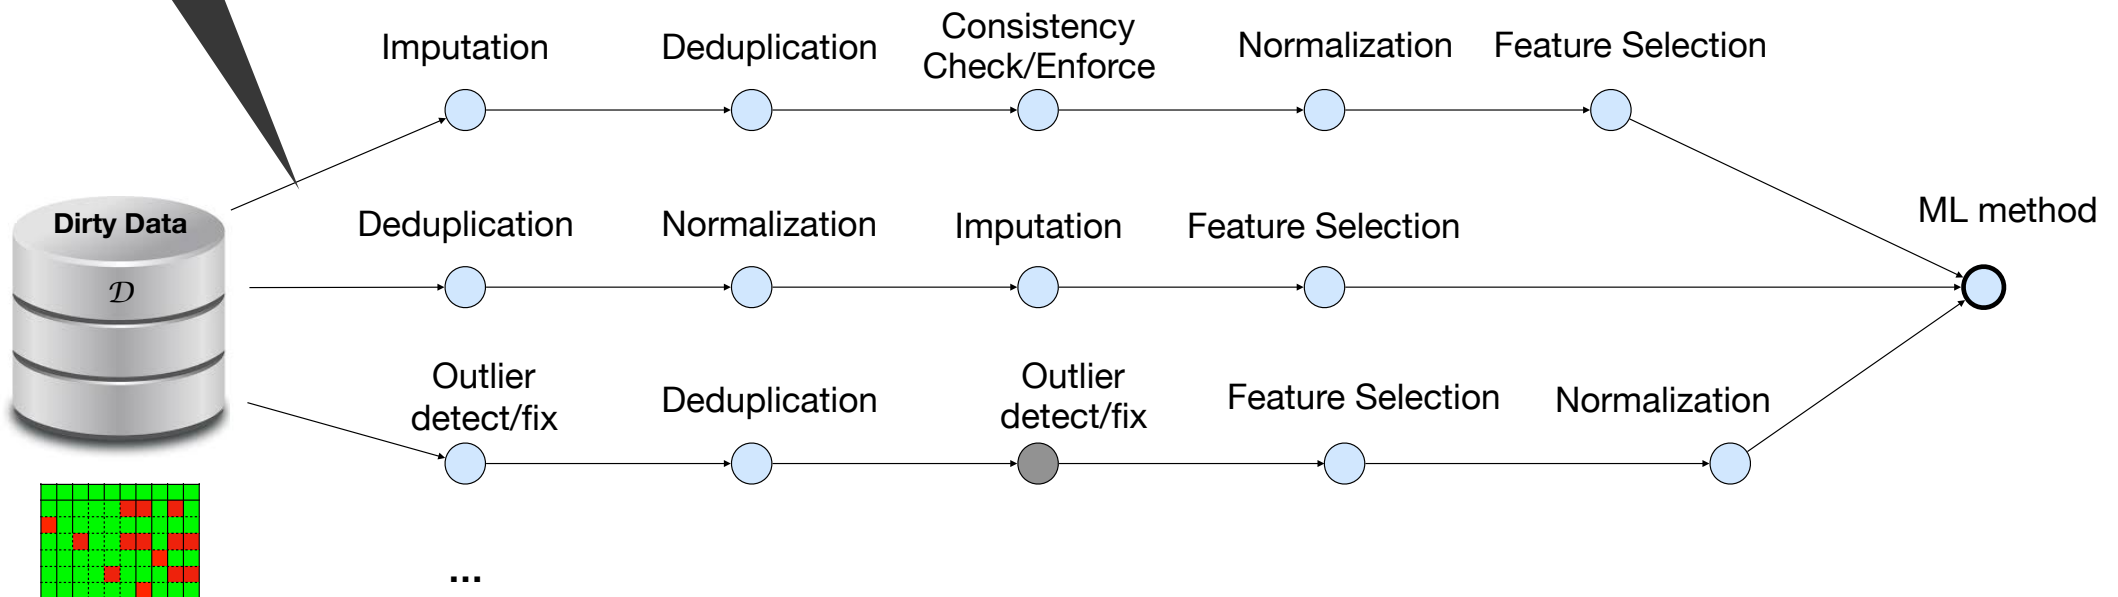 Imputation
Deduplication
Consistency
Check/Enforce
Normalization
Feature Selection
Dirty Data
𝒟
Deduplication
Normalization
Imputation
Feature Selection
ML method
Outlier
detect/fix
Deduplication
Outlier
detect/fix
Feature Selection
Normalization
...